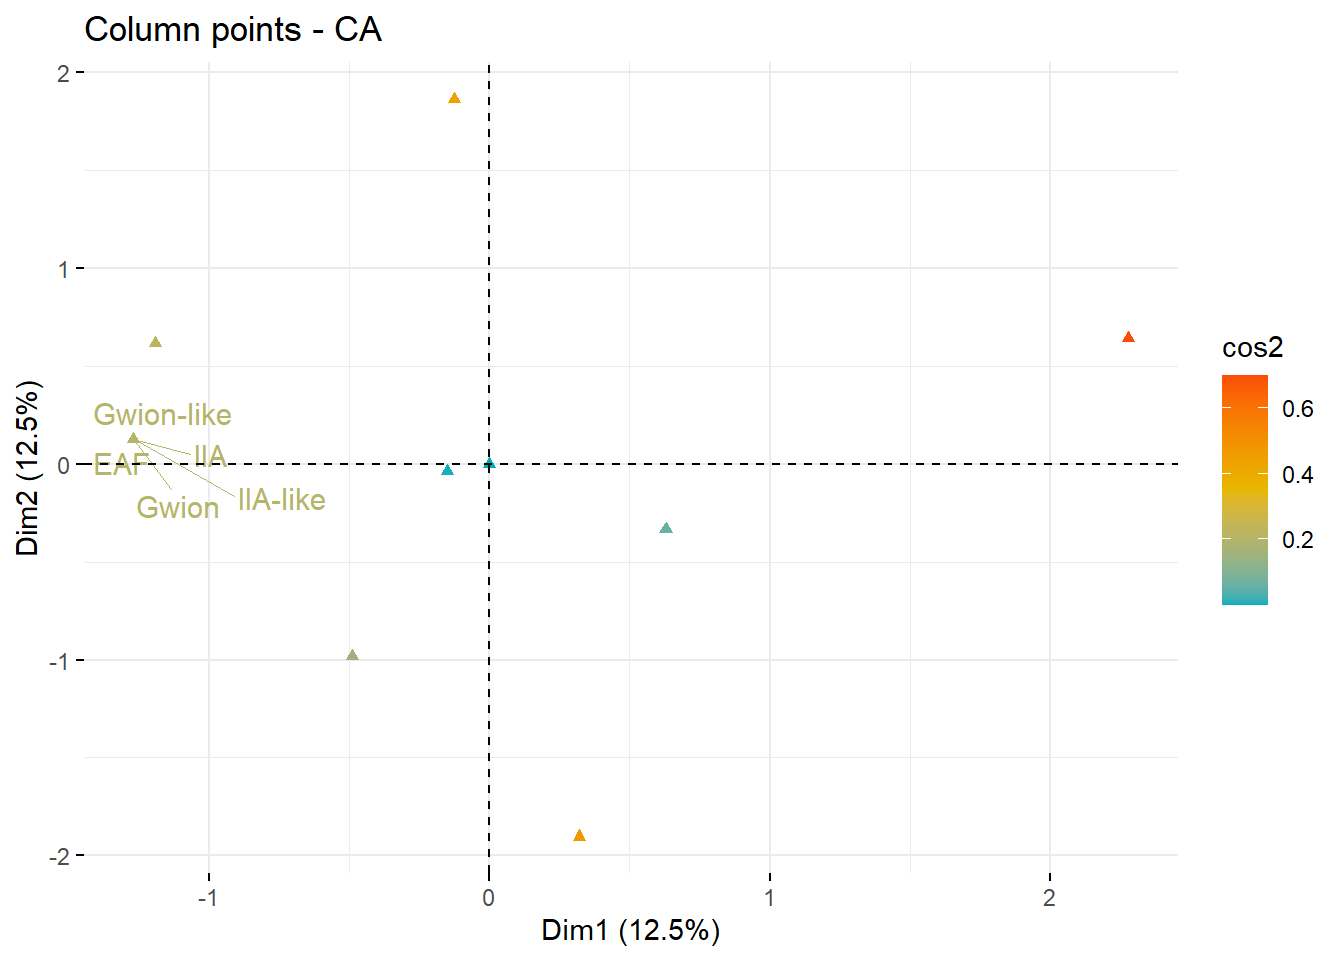 Column points - CA
2
1
0
-1
-2
Dim2 (12.5%)
Gwion-like
IIA
EAF
IIA-like
Gwion
-1
0
1
2
Dim1 (12.5%)
cos2
0.6
0.4
0.2